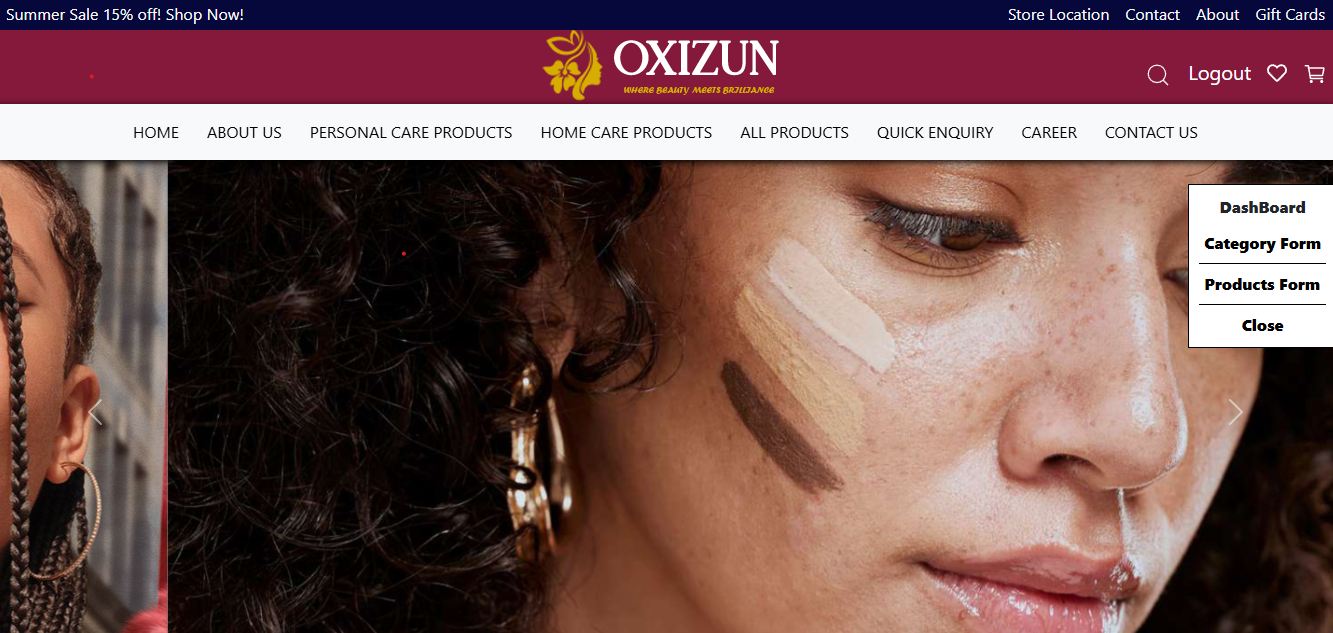 Summer Sale 15% off! Shop Now!
Store Location Contact About Gift Cards
OXIZUN
WHERE BEAUTY MEETS BRILLIANCE
Logout
HOME ABOUT US PERSONAL CARE PRODUCTS HOME CARE PRODUCTS ALL PRODUCTS QUICK ENQUIRY CAREER CONTACT US
DashBoard
Category Form
Products Form
Close